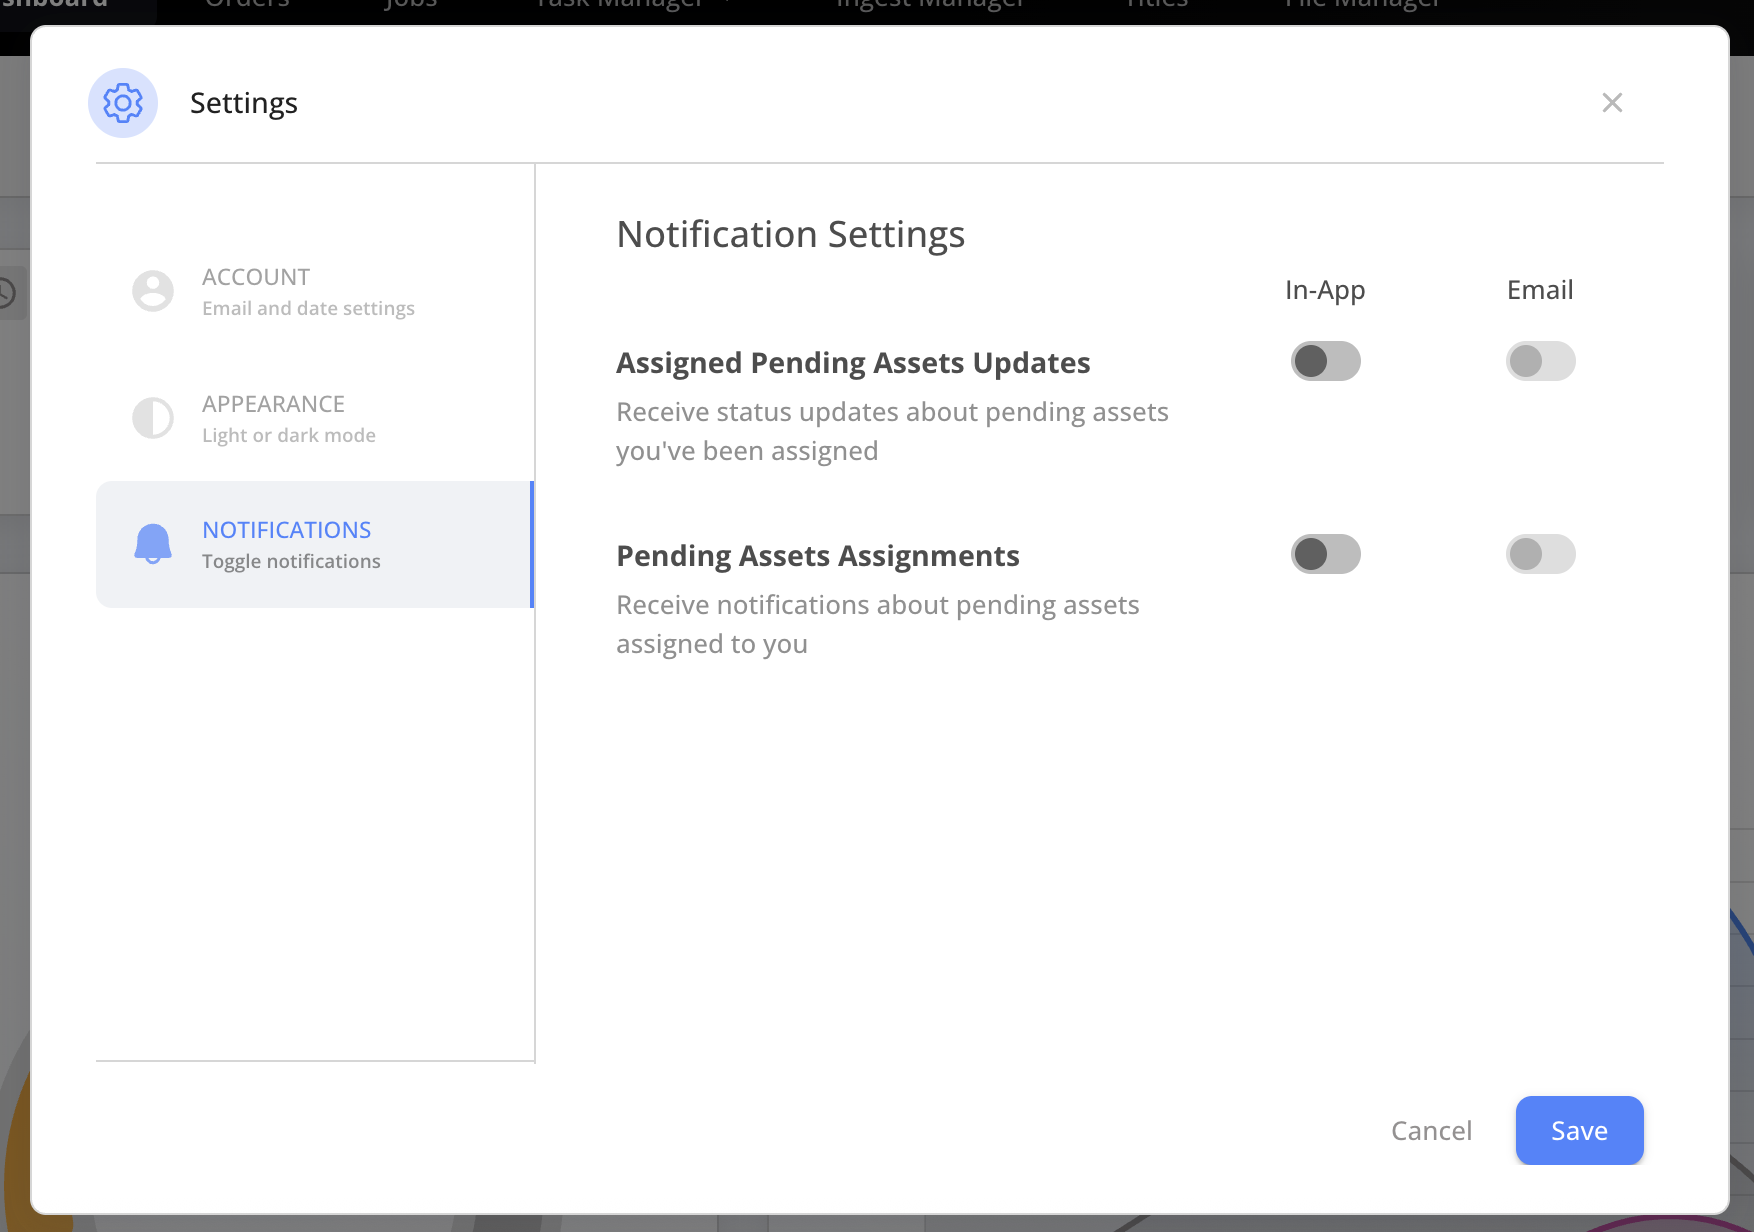 Orders Jobs Task Manager Ingest Manager Titles File Manager
Settings
ACCOUNT
Email and date settings
APPEARANCE
Light or dark mode
NOTIFICATIONS
Toggle notifications
Notification Settings
In-App Email
Assigned Pending Assets Updates
Receive status updates about pending assets
you've been assigned
Pending Assets Assignments
Receive notifications about pending assets
assigned to you
Cancel Save